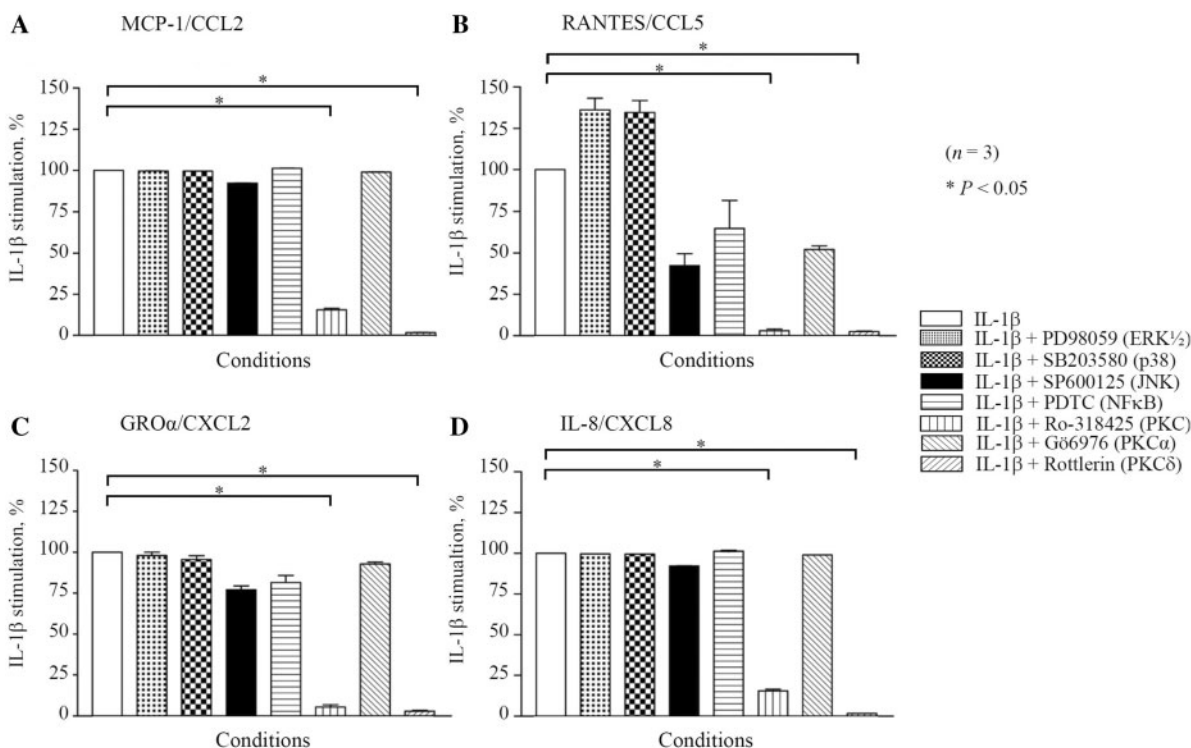 A MCP-1/CCL2
*
*
150
125
100
75
50
25
0
IL-1β stimulation, %
Conditions
B RANTES/CCL5
*
*
150
125
100
75
50
25
0
IL-1β stimulation, %
Conditions
(n = 3)
* P < 0.05
IL-1β
IL-1β + PD98059 (ERK½)
IL-1β + SB203580 (p38)
IL-1β + SP600125 (JNK)
IL-1β + PDTC (NFκB)
IL-1β + Ro-318425 (PKC)
IL-1β + Gö6976 (PKCα)
IL-1β + Rottlerin (PKCδ)
C GROα/CXCL2
*
*
150
125
100
75
50
25
0
IL-1β stimulation, %
Conditions
D IL-8/CXCL8
*
*
150
125
100
75
50
25
0
IL-1β stimualtion, %
Conditions